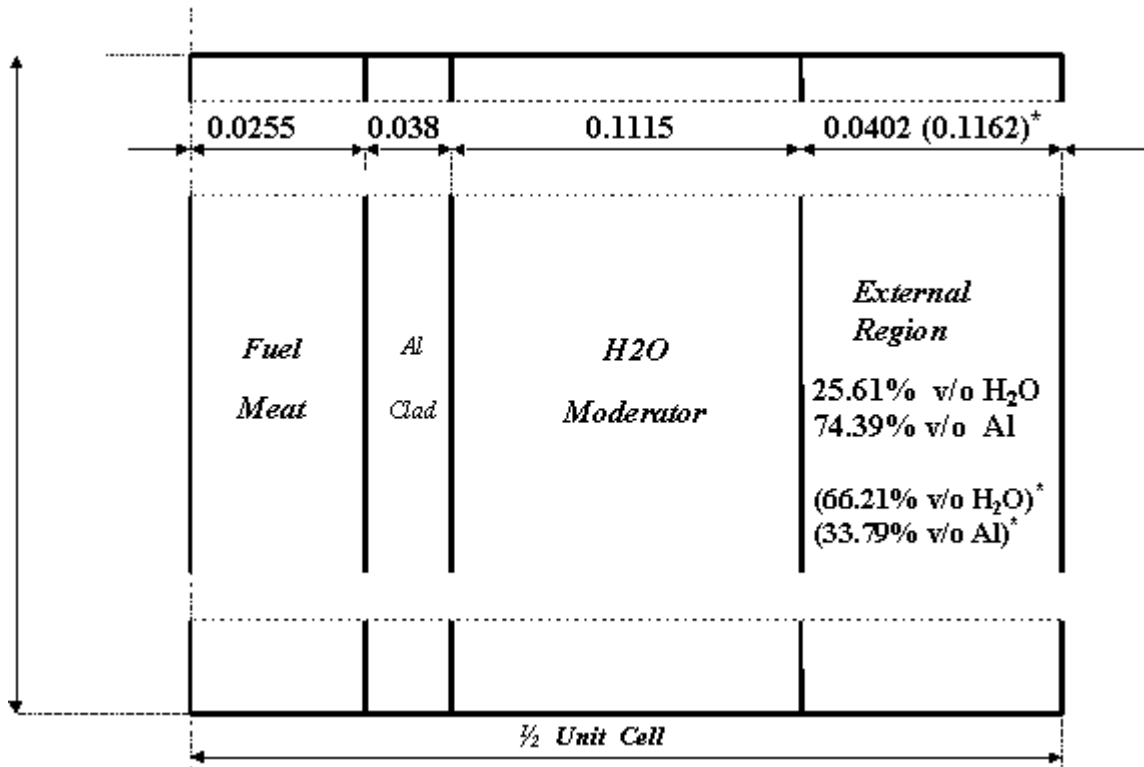 0.0255 0.038 0.1115 0.0402 (0.1162)*
External
Region
Fuel
Meat
Al
Clad
H2O
Moderator
25.61% v/o H₂O
74.39% v/o Al
(66.21% v/o H₂O)*
(33.79% v/o Al)*
½ Unit Cell